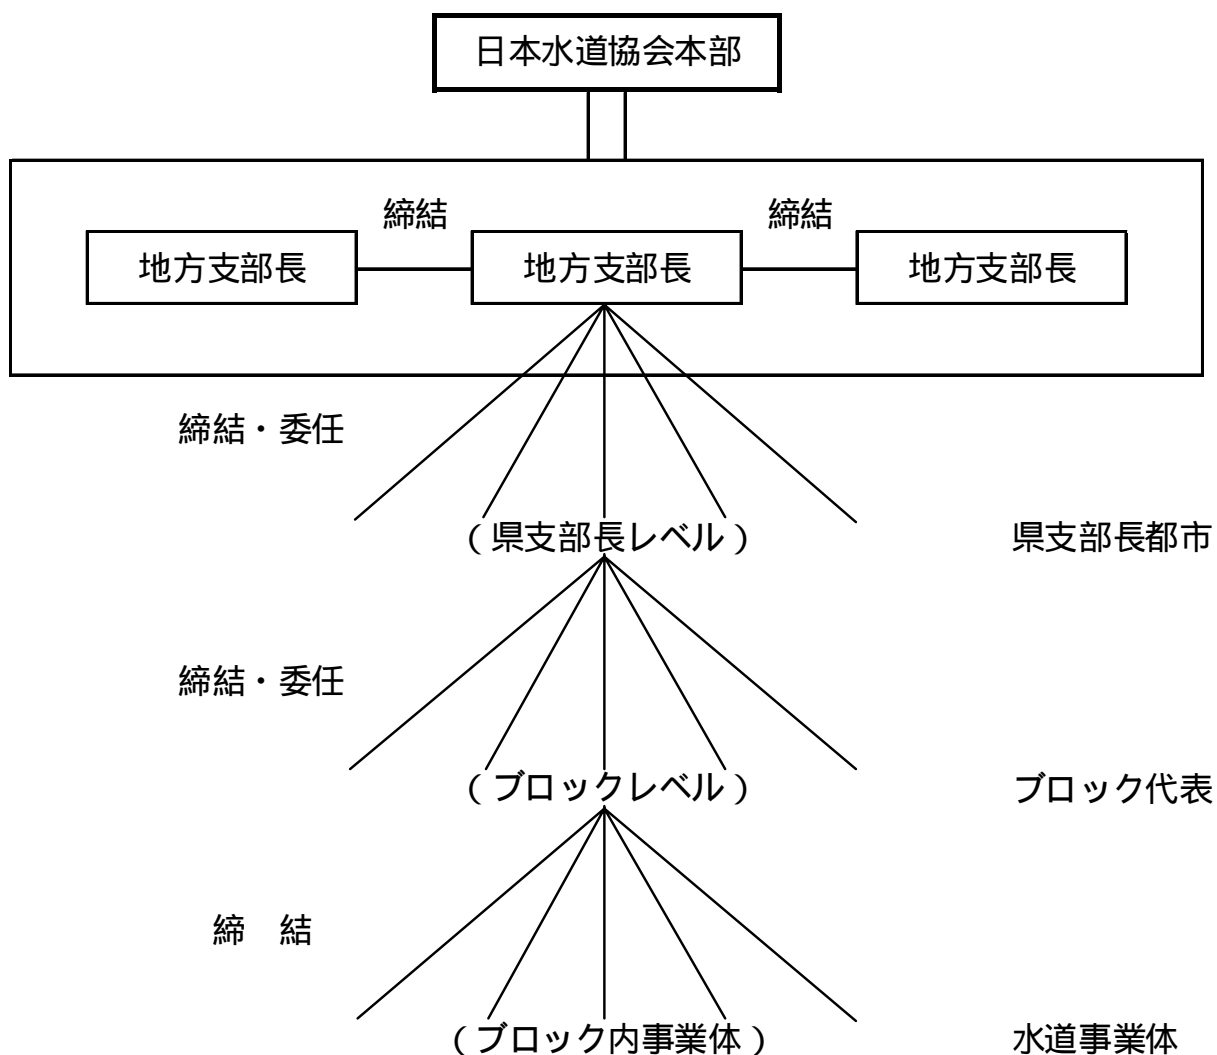 日本水道協会本部
締結　締結
地方支部長　地方支部長　地方支部長
締結・委任
（県支部長レベル）　県支部長都市
締結・委任
（ブロックレベル）　ブロック代表
締　結
（ブロック内事業体）　水道事業体